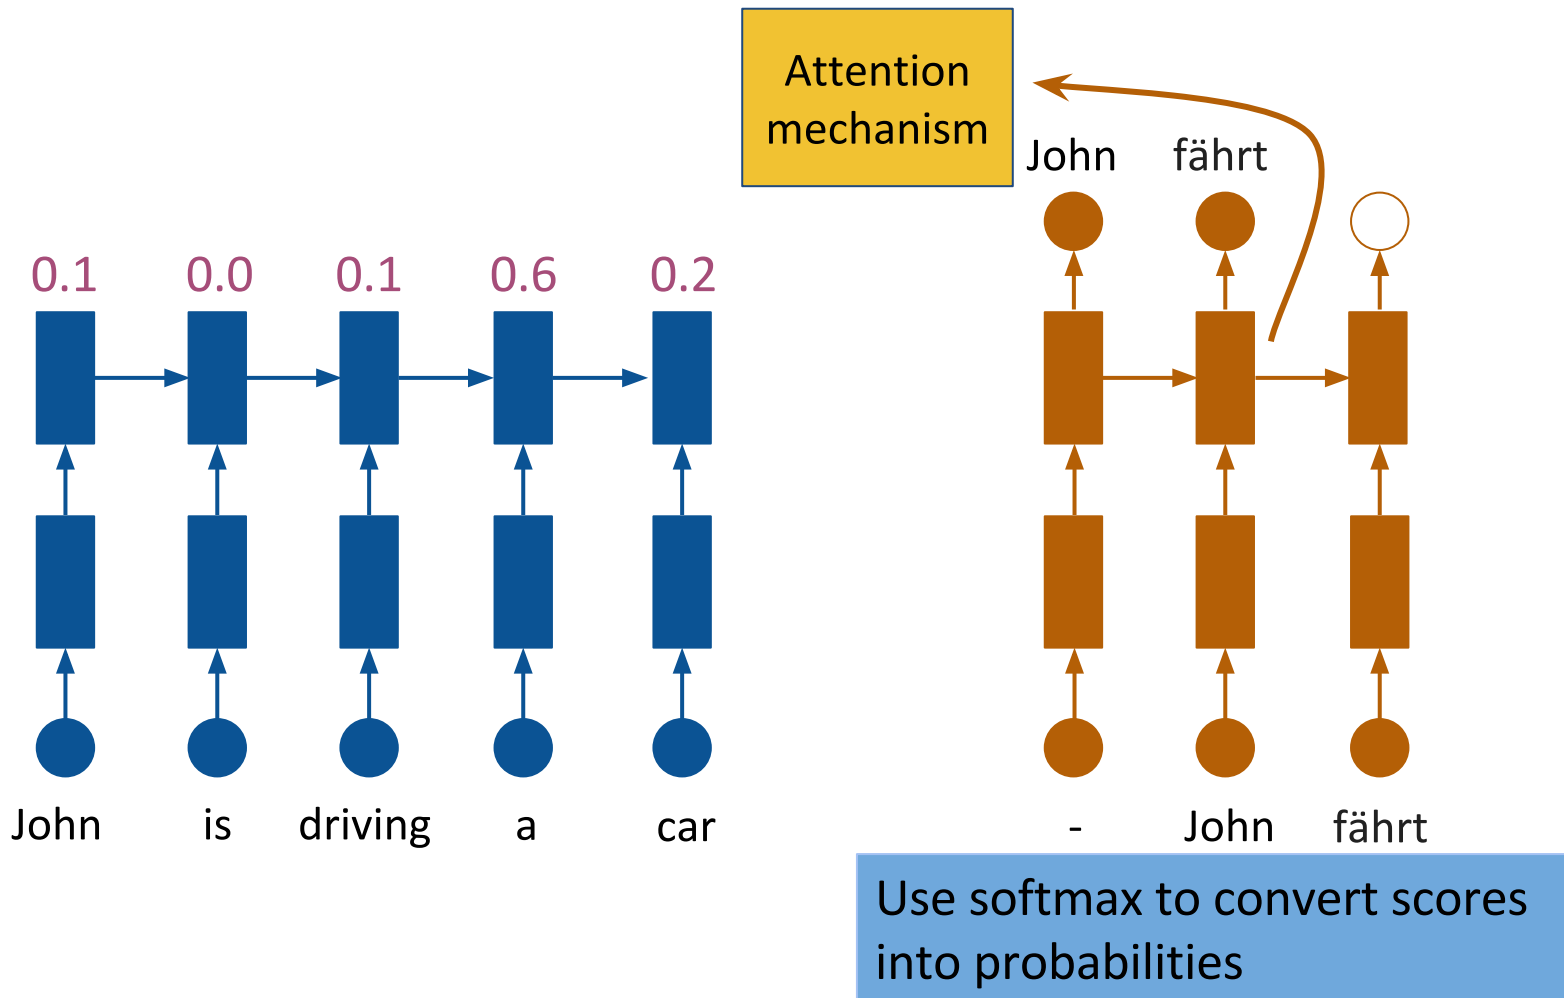 Attention
mechanism
John fährt
0.1 0.0 0.1 0.6 0.2
John is driving a car
- John fährt
Use softmax to convert scores
into probabilities